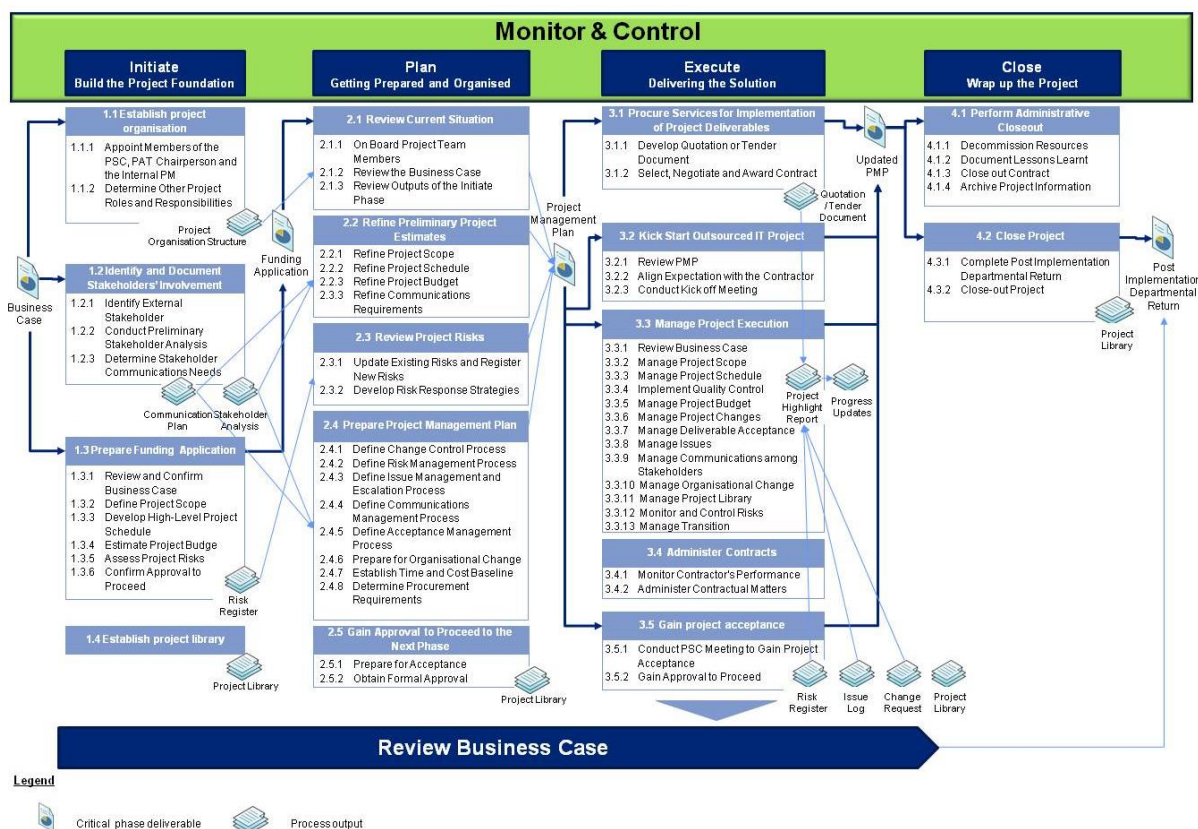 Monitor & Control
Initiate
Build the Project Foundation
Plan
Getting Prepared and Organised
Execute
Delivering the Solution
Close
Wrap up the Project
Business
Case
1.1 Establish project
organisation
1.1.1 Appoint Members of the
PSC, PAT Chairperson and
the Internal PM
1.1.2 Determine Other Project
Roles and Responsibilities
Project
Organisation Structure
1.2 Identify and Document
Stakeholders' Involvement
1.2.1 Identify External
Stakeholder
1.2.2 Conduct Preliminary
Stakeholder Analysis
1.2.3 Determine Stakeholder
Communications Needs
Communication
Plan
Stakeholder
Analysis
1.3 Prepare Funding Application
1.3.1 Review and Confirm
Business Case
1.3.2 Define Project Scope
1.3.3 Develop High-Level Project
Schedule
1.3.4 Estimate Project Budget
1.3.5 Assess Project Risks
1.3.6 Confirm Approval to
Proceed
Risk
Register
1.4 Establish project library
Project Library
Funding
Application
2.1 Review Current Situation
2.1.1 On Board Project Team
Members
2.1.2 Review the Business Case
2.1.3 Review Outputs of the Initiate
Phase
2.2 Refine Preliminary Project
Estimates
2.2.1 Refine Project Scope
2.2.2 Refine Project Schedule
2.2.3 Refine Project Budget
2.3.3 Refine Communications
Requirements
2.3 Review Project Risks
2.3.1 Update Existing Risks and Register
New Risks
2.3.2 Develop Risk Response Strategies
2.4 Prepare Project Management Plan
2.4.1 Define Change Control Process
2.4.2 Define Risk Management Process
2.4.3 Define Issue Management and
Escalation Process
2.4.4 Define Communications
Management Process
2.4.5 Define Acceptance Management
Process
2.4.6 Prepare for Organisational Change
2.4.7 Establish Time and Cost Baseline
2.4.8 Determine Procurement
Requirements
2.5 Gain Approval to Proceed to the
Next Phase
2.5.1 Prepare for Acceptance
2.5.2 Obtain Formal Approval
Project Library
Project
Management
Plan
3.1 Procure Services for Implementation
of Project Deliverables
3.1.1 Develop Quotation or Tender
Document
3.1.2 Select, Negotiate and Award Contract
Quotation
/Tender
Document
3.2 Kick Start Outsourced IT Project
3.2.1 Review PMP
3.2.2 Align Expectation with the Contractor
3.2.3 Conduct Kick off Meeting
3.3 Manage Project Execution
3.3.1 Review Business Case
3.3.2 Manage Project Scope
3.3.3 Manage Project Schedule
3.3.4 Implement Quality Control
3.3.5 Manage Project Budget
3.3.6 Manage Project Changes
3.3.7 Manage Deliverable Acceptance
3.3.8 Manage Issues
3.3.9 Manage Communications among
Stakeholders
3.3.10 Manage Organisational Change
3.3.11 Manage Project Library
3.3.12 Monitor and Control Risks
3.3.13 Manage Transition
Project
Highlight
Report
Progress
Updates
3.4 Administer Contracts
3.4.1 Monitor Contractor's Performance
3.4.2 Administer Contractual Matters
3.5 Gain project acceptance
3.5.1 Conduct PSC Meeting to Gain Project
Acceptance
3.5.2 Gain Approval to Proceed
Risk
Register
Issue
Log
Change
Request
Project
Library
Updated
PMP
4.1 Perform Administrative
Closeout
4.1.1 Decommission Resources
4.1.2 Document Lessons Learnt
4.1.3 Close out Contract
4.1.4 Archive Project Information
4.2 Close Project
4.3.1 Complete Post Implementation
Departmental Return
4.3.2 Close-out Project
Project
Library
Post
Implementation
Departmental
Return
Review Business Case
Legend
Critical phase deliverable
Process output